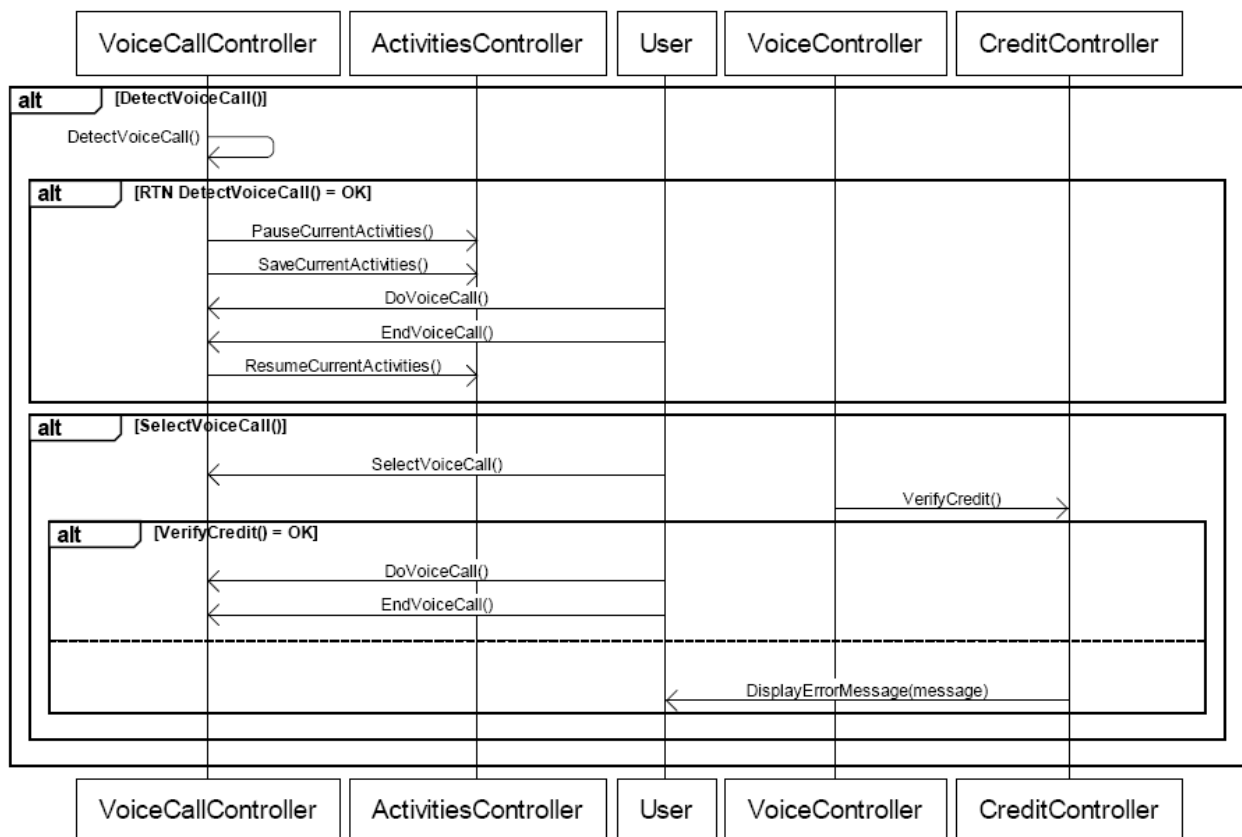 VoiceCallController ActivitiesController User VoiceController CreditController
alt [DetectVoiceCall()]
DetectVoiceCall()
alt [RTN DetectVoiceCall() = OK]
PauseCurrentActivities()
SaveCurrentActivities()
DoVoiceCall()
EndVoiceCall()
ResumeCurrentActivities()
alt [SelectVoiceCall()]
SelectVoiceCall()
VerifyCredit()
alt [VerifyCredit() = OK]
DoVoiceCall()
EndVoiceCall()
DisplayErrorMessage(message)
VoiceCallController ActivitiesController User VoiceController CreditController